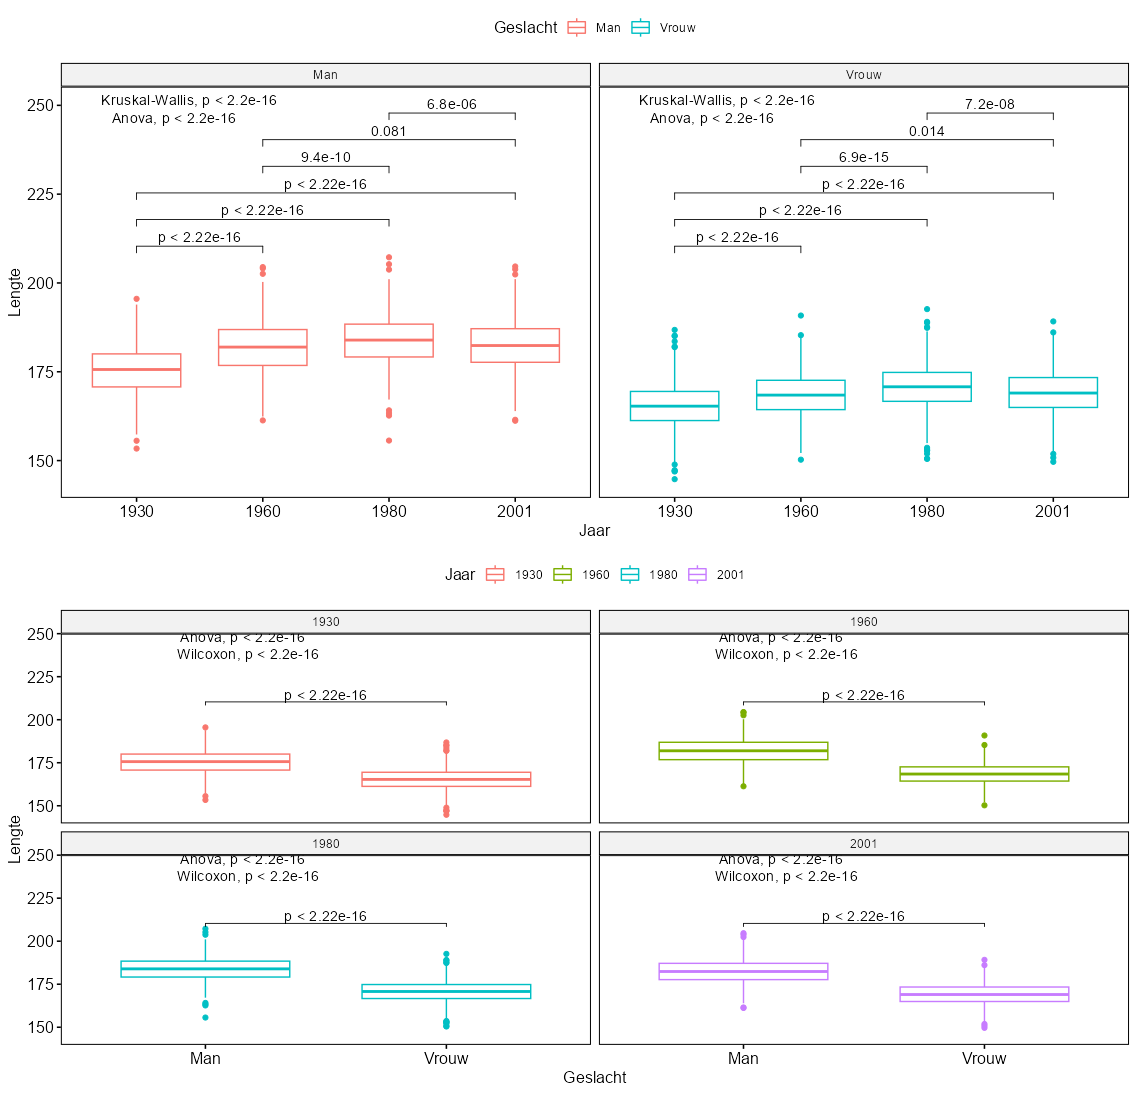 Geslacht Man Vrouw
Man Vrouw
Kruskal-Wallis, p < 2.2e-16
Anova, p < 2.2e-16
6.8e-06
0.081
9.4e-10
p < 2.22e-16
p < 2.22e-16
p < 2.22e-16
Kruskal-Wallis, p < 2.2e-16
Anova, p < 2.2e-16
7.2e-08
0.014
6.9e-15
p < 2.22e-16
p < 2.22e-16
p < 2.22e-16
250
225
200
175
150
Lengte
1930 1960 1980 2001 1930 1960 1980 2001
Jaar
Jaar 1930 1960 1980 2001
1930 1960
Anova, p < 2.2e-16
Wilcoxon, p < 2.2e-16
p < 2.22e-16
Anova, p < 2.2e-16
Wilcoxon, p < 2.2e-16
p < 2.22e-16
250
225
200
175
150
Lengte
1980 2001
Anova, p < 2.2e-16
Wilcoxon, p < 2.2e-16
p < 2.22e-16
Anova, p < 2.2e-16
Wilcoxon, p < 2.2e-16
p < 2.22e-16
250
225
200
175
150
Man Vrouw Man Vrouw
Geslacht